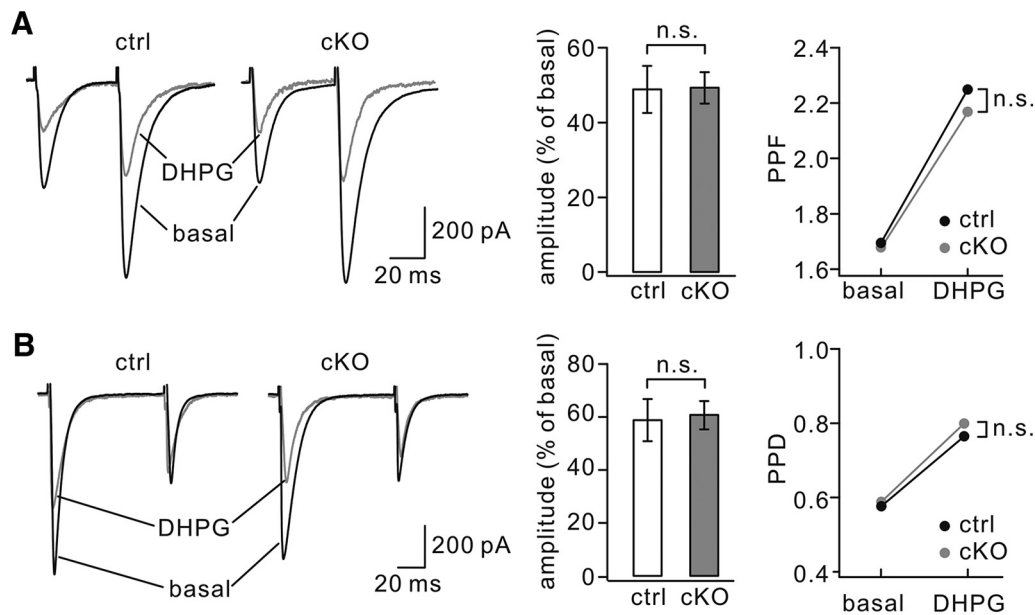 A
ctrl
cKO
DHPG
basal
200 pA
20 ms
amplitude (% of basal)
60
40
20
0
n.s.
ctrl
cKO
PPF
2.4
2.2
2.0
1.8
1.6
n.s.
ctrl
cKO
basal
DHPG
B
ctrl
cKO
DHPG
basal
200 pA
20 ms
amplitude (% of basal)
80
60
40
20
0
n.s.
ctrl
cKO
PPD
1.0
0.8
0.6
0.4
n.s.
ctrl
cKO
basal
DHPG